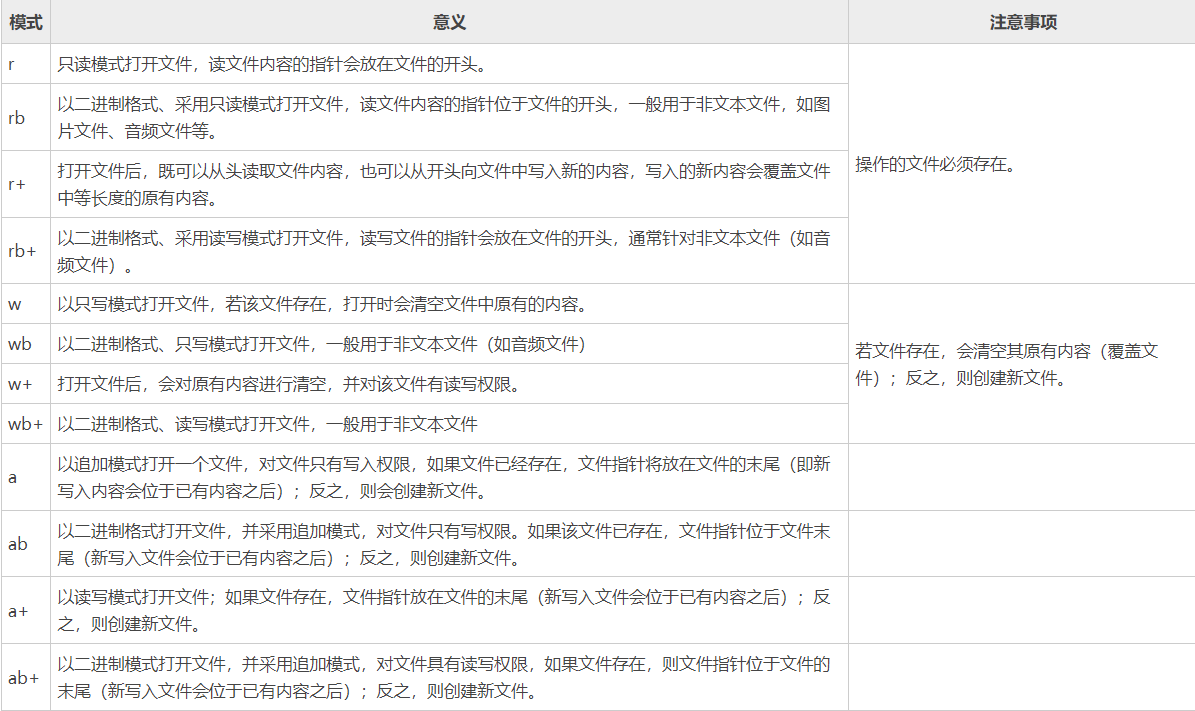 模式 意义 注意事项
r 只读模式打开文件，读文件内容的指针会放在文件的开头。
rb 以二进制格式、采用只读模式打开文件，读文件内容的指针位于文件的开头，一般用于非文本文件，如图
片文件、音频文件等。
操作的文件必须存在。
r+ 打开文件后，既可以从头读取文件内容，也可以从开头向文件中写入新的内容，写入的新内容会覆盖文件
中等长度的原有内容。
rb+ 以二进制格式、采用读写模式打开文件，读写文件的指针会放在文件的开头，通常针对非文本文件（如音
频文件）。
w 以只写模式打开文件，若该文件存在，打开时会清空文件中原有的内容。
wb 以二进制格式、只写模式打开文件，一般用于非文本文件（如音频文件）
若文件存在，会清空其原有内容（覆盖文
件）；反之，则创建新文件。
w+ 打开文件后，会对原有内容进行清空，并对该文件有读写权限。
wb+ 以二进制格式、读写模式打开文件，一般用于非文本文件
a 以追加模式打开一个文件，对文件只有写入权限，如果文件已经存在，文件指针将放在文件的末尾（即新
写入内容会位于已有内容之后）；反之，则会创建新文件。
ab 以二进制格式打开文件，并采用追加模式，对文件只有写权限。如果该文件已存在，文件指针位于文件末
尾（新写入文件会位于已有内容之后）；反之，则创建新文件。
a+ 以读写模式打开文件；如果文件存在，文件指针放在文件的末尾（新写入文件会位于已有内容之后）；反
之，则创建新文件。
ab+ 以二进制模式打开文件，并采用追加模式，对文件具有读写权限，如果文件存在，则文件指针位于文件的
末尾（新写入文件会位于已有内容之后）；反之，则创建新文件。